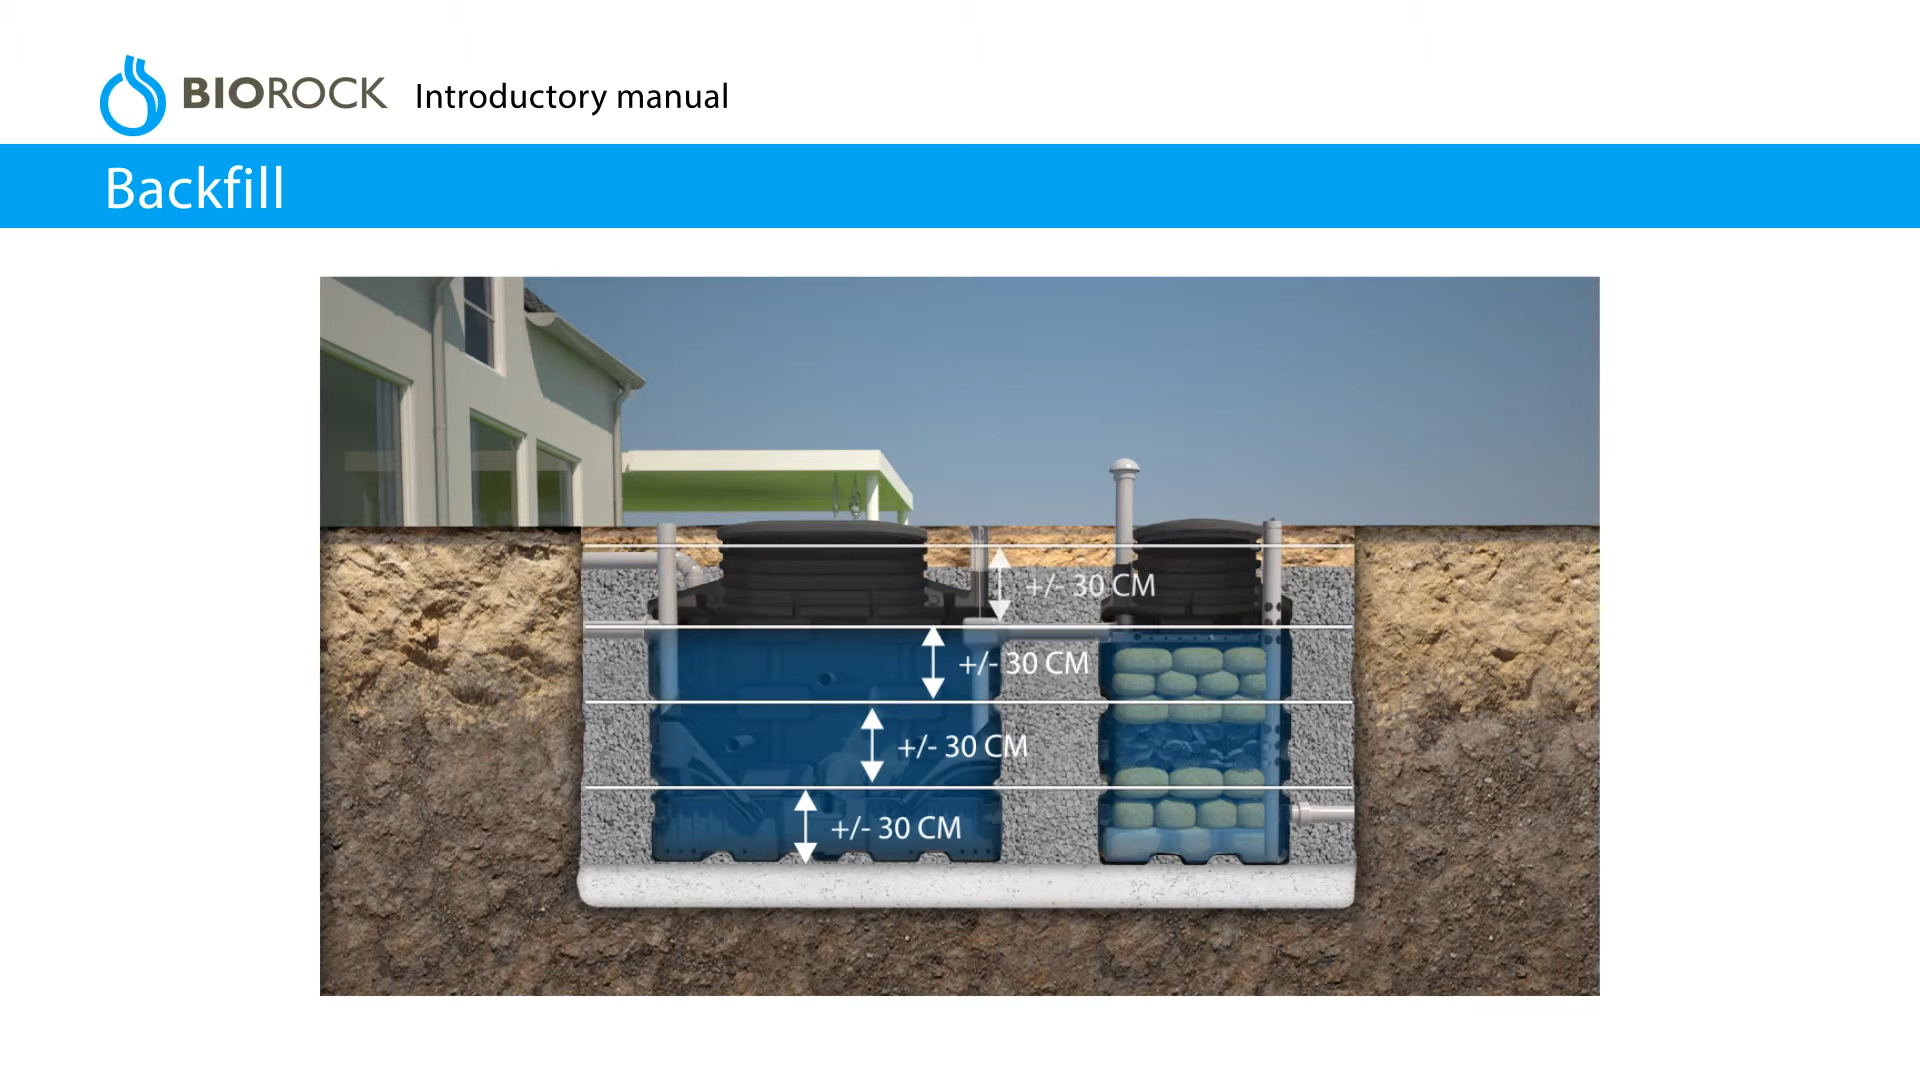 BIOROCK Introductory manual
Backfill
+/- 30 CM
+/- 30 CM
+/- 30 CM
+/- 30 CM